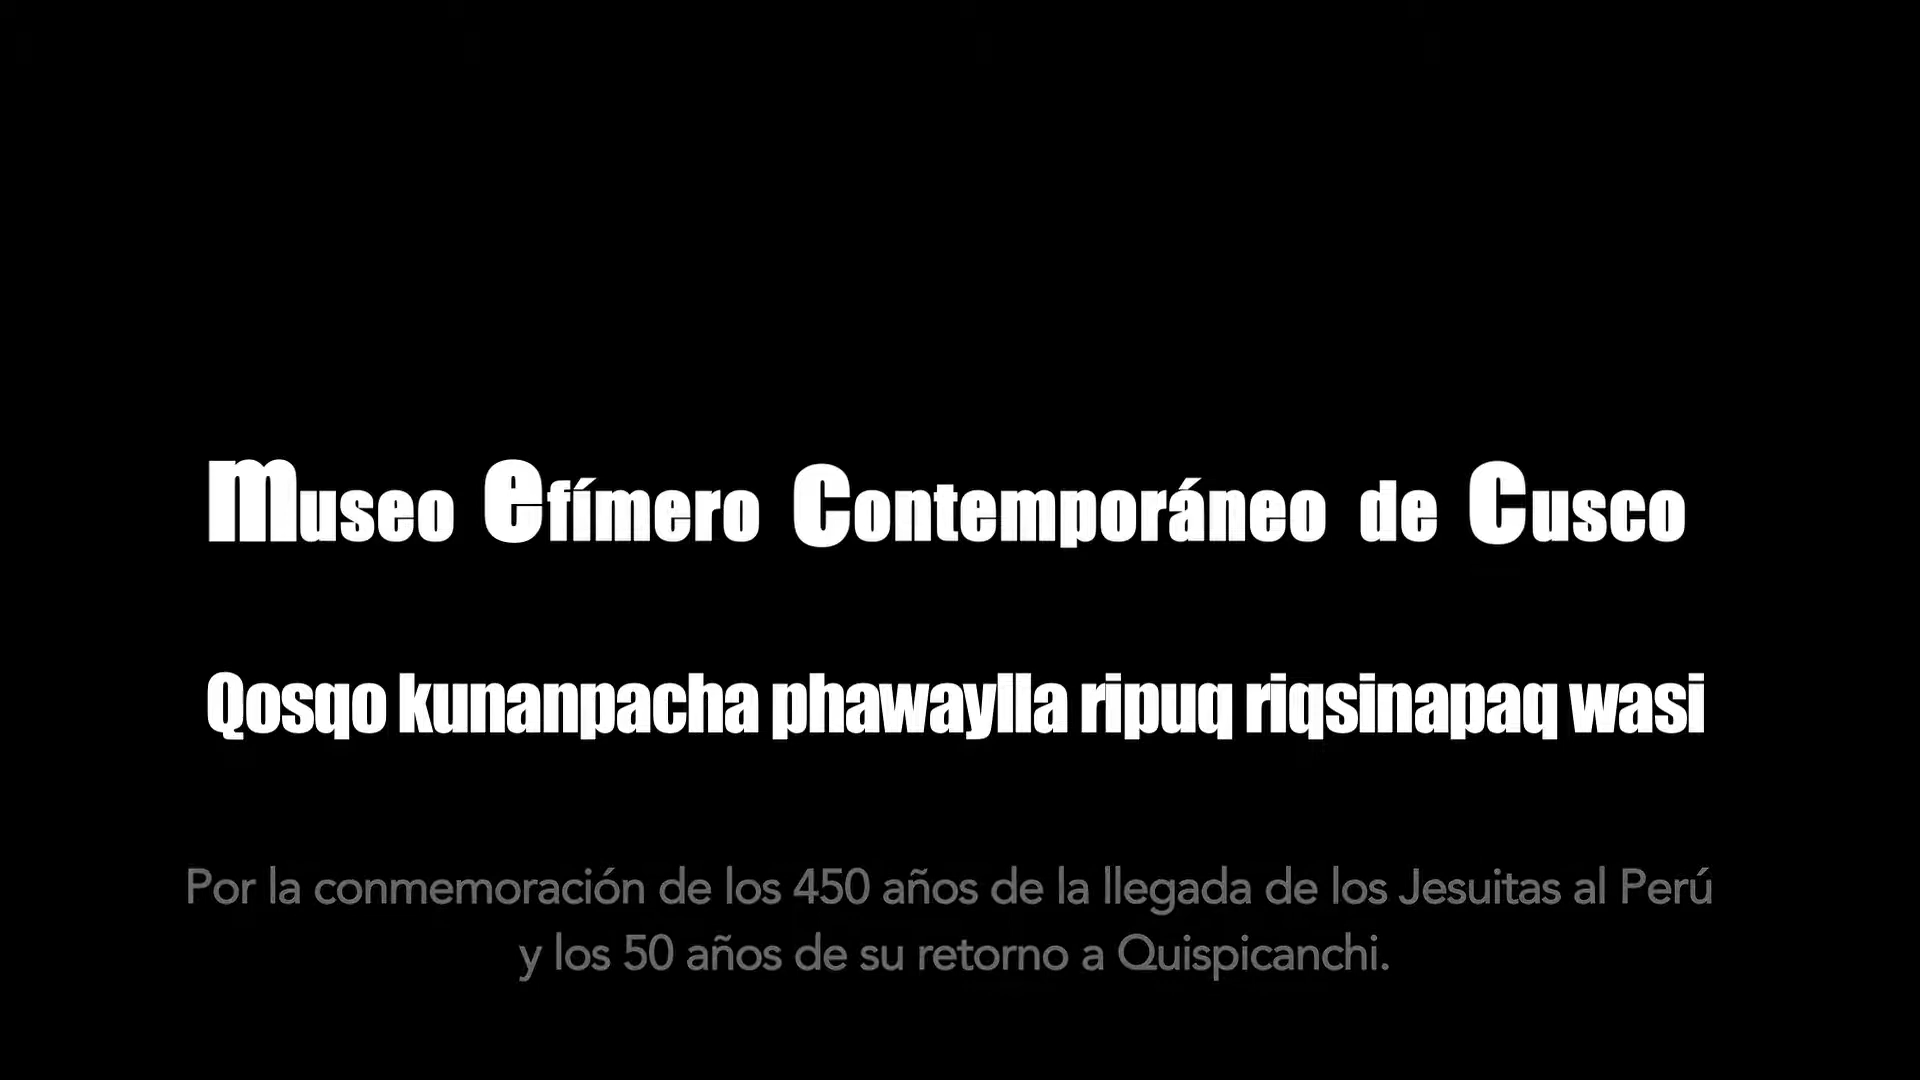 Museo Efímero Contemporáneo de Cusco
Qosqo kunanpacha phawaylla ripuq riqsinapaq wasi
Por la conmemoración de los 450 años de la llegada de los Jesuitas al Perú
y los 50 años de su retorno a Quispicanchi.